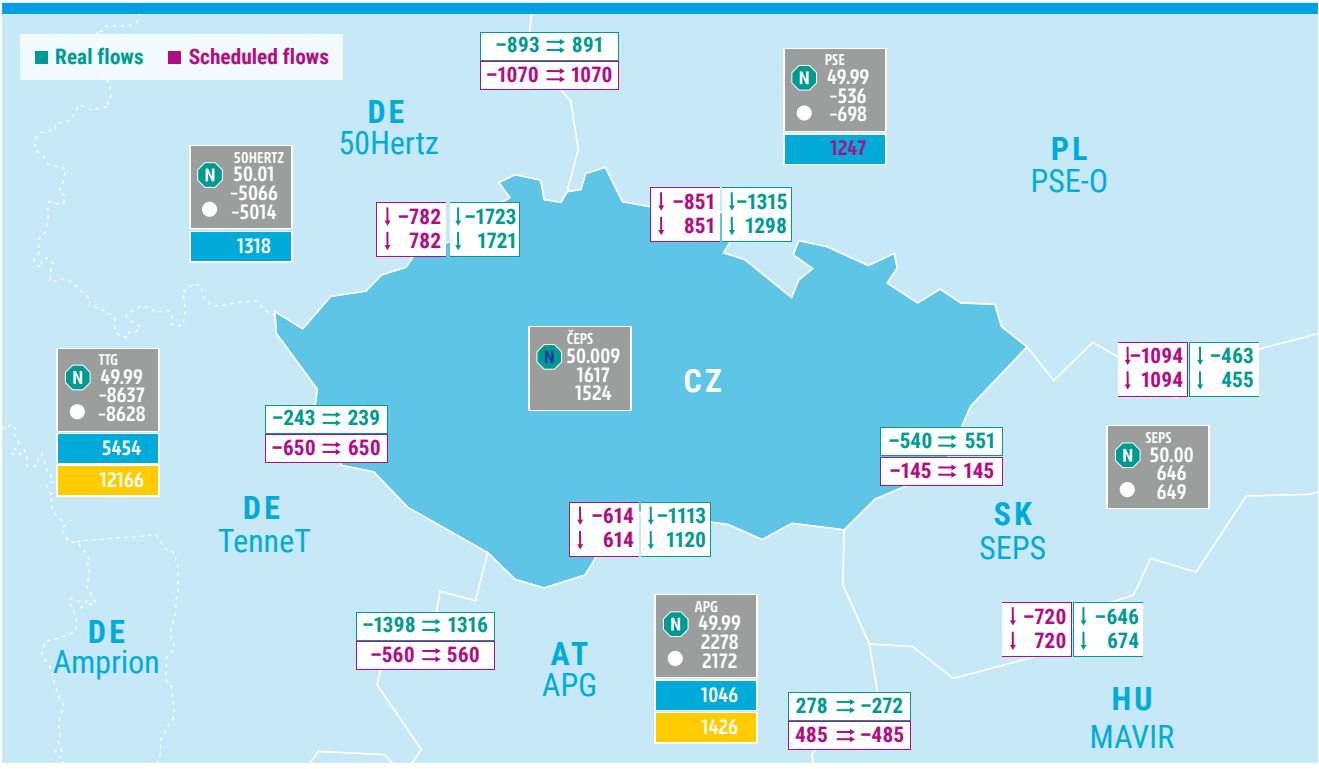 Real flows Scheduled flows
−893 ⇉ 891
−1070 ⇉ 1070
DE
50Hertz
PSE
N 49.99
-536
-698
1247
PL
PSE-O
50HERTZ
N 50.01
-5066
-5014
1318
↓ −782 ↓−1723
↓ 782 ↓ 1721
↓ −851 ↓−1315
↓ 851 ↓ 1298
ČEPS
N 50.009
1617
1524
CZ
TTG
N 49.99
-8637
-8628
5454
12166
↓−1094 ↓ −463
↓ 1094 ↓ 455
−243 ⇉ 239
−650 ⇉ 650
−540 ⇉ 551
−145 ⇉ 145
SEPS
N 50.00
646
649
DE
TenneT
↓ −614 ↓−1113
↓ 614 ↓ 1120
SK
SEPS
−1398 ⇉ 1316
−560 ⇉ 560
DE
Amprion
AT
APG
APG
N 49.99
2278
2172
1046
1426
↓ −720 ↓ −646
↓ 720 ↓ 674
278 ⇉ −272
485 ⇉ −485
HU
MAVIR